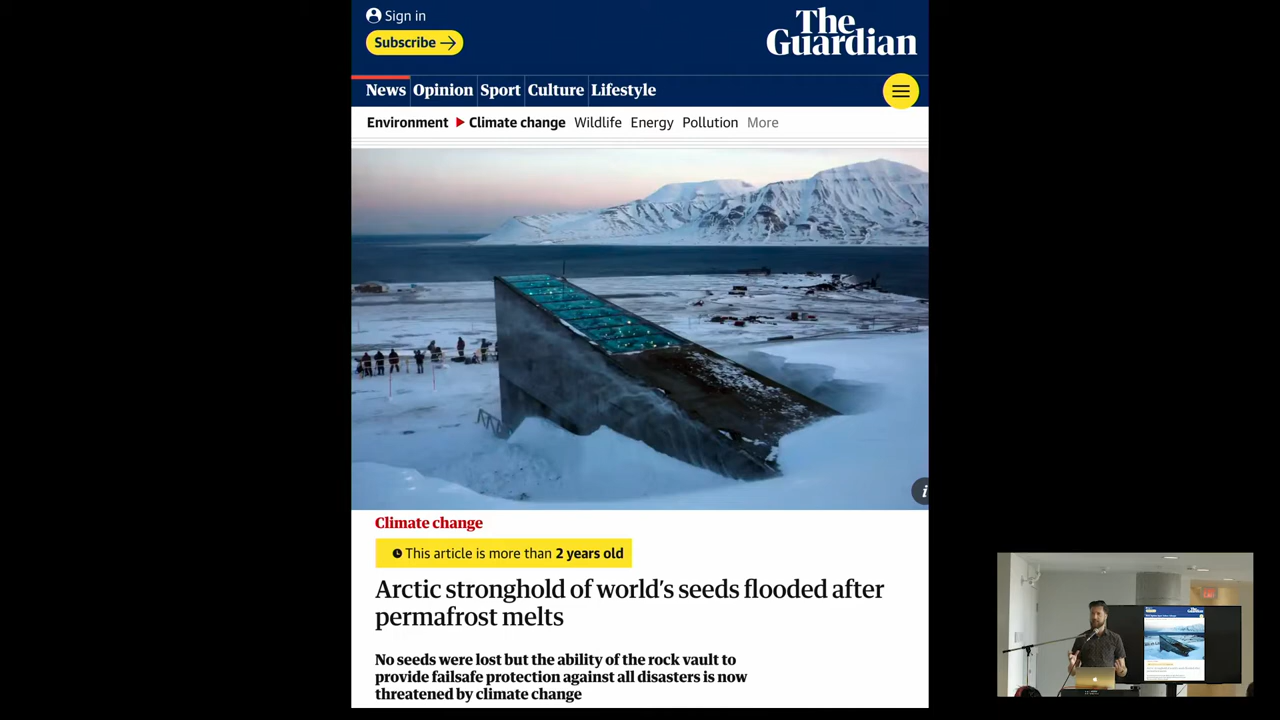 Sign in
The
Guardian
Subscribe
News Opinion Sport Culture Lifestyle
Environment Climate change Wildlife Energy Pollution More
i
Climate change
This article is more than 2 years old
Arctic stronghold of world's seeds flooded after
permafrost melts
No seeds were lost but the ability of the rock vault to
provide failsafe protection against all disasters is now
threatened by climate change